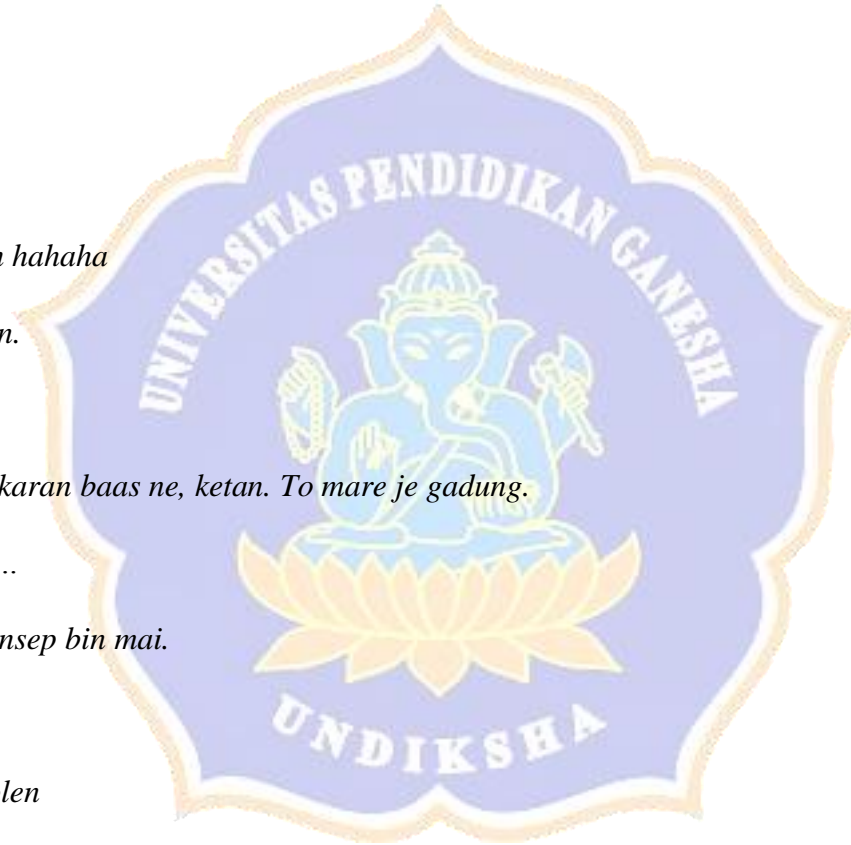 hahaha
UNIVERSITAS PENDIDIKAN GANESHA
n.
karan baas ne, ketan. To mare je gadung.
..
nsep bin mai.
UNDIKSHA
len